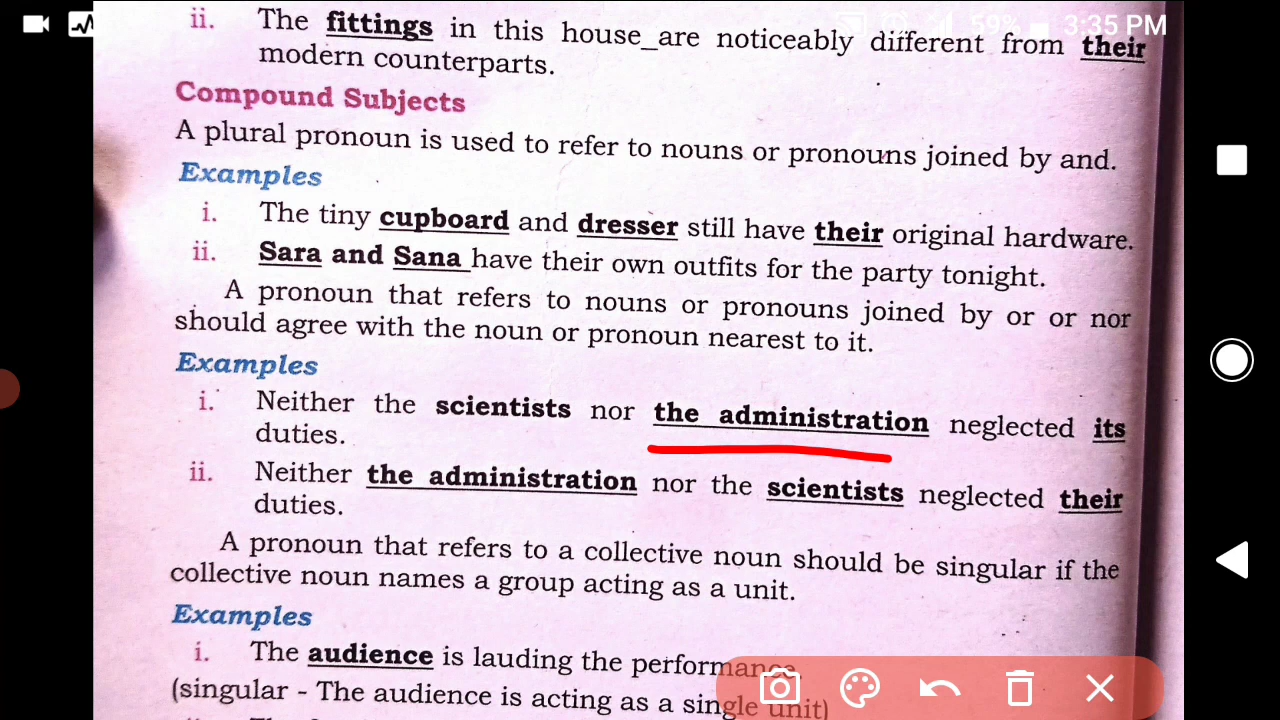 59% 3:35 PM
ii. The fittings in this house_are noticeably different from their
modern counterparts.
Compound Subjects
A plural pronoun is used to refer to nouns or pronouns joined by and.
Examples
i. The tiny cupboard and dresser still have their original hardware.
ii. Sara and Sana have their own outfits for the party tonight.
A pronoun that refers to nouns or pronouns joined by or or nor
should agree with the noun or pronoun nearest to it.
Examples
i. Neither the scientists nor the administration neglected its
duties.
ii. Neither the administration nor the scientists neglected their
duties.
A pronoun that refers to a collective noun should be singular if the
collective noun names a group acting as a unit.
Examples
i. The audience is lauding the performance.
(singular - The audience is acting as a single unit)